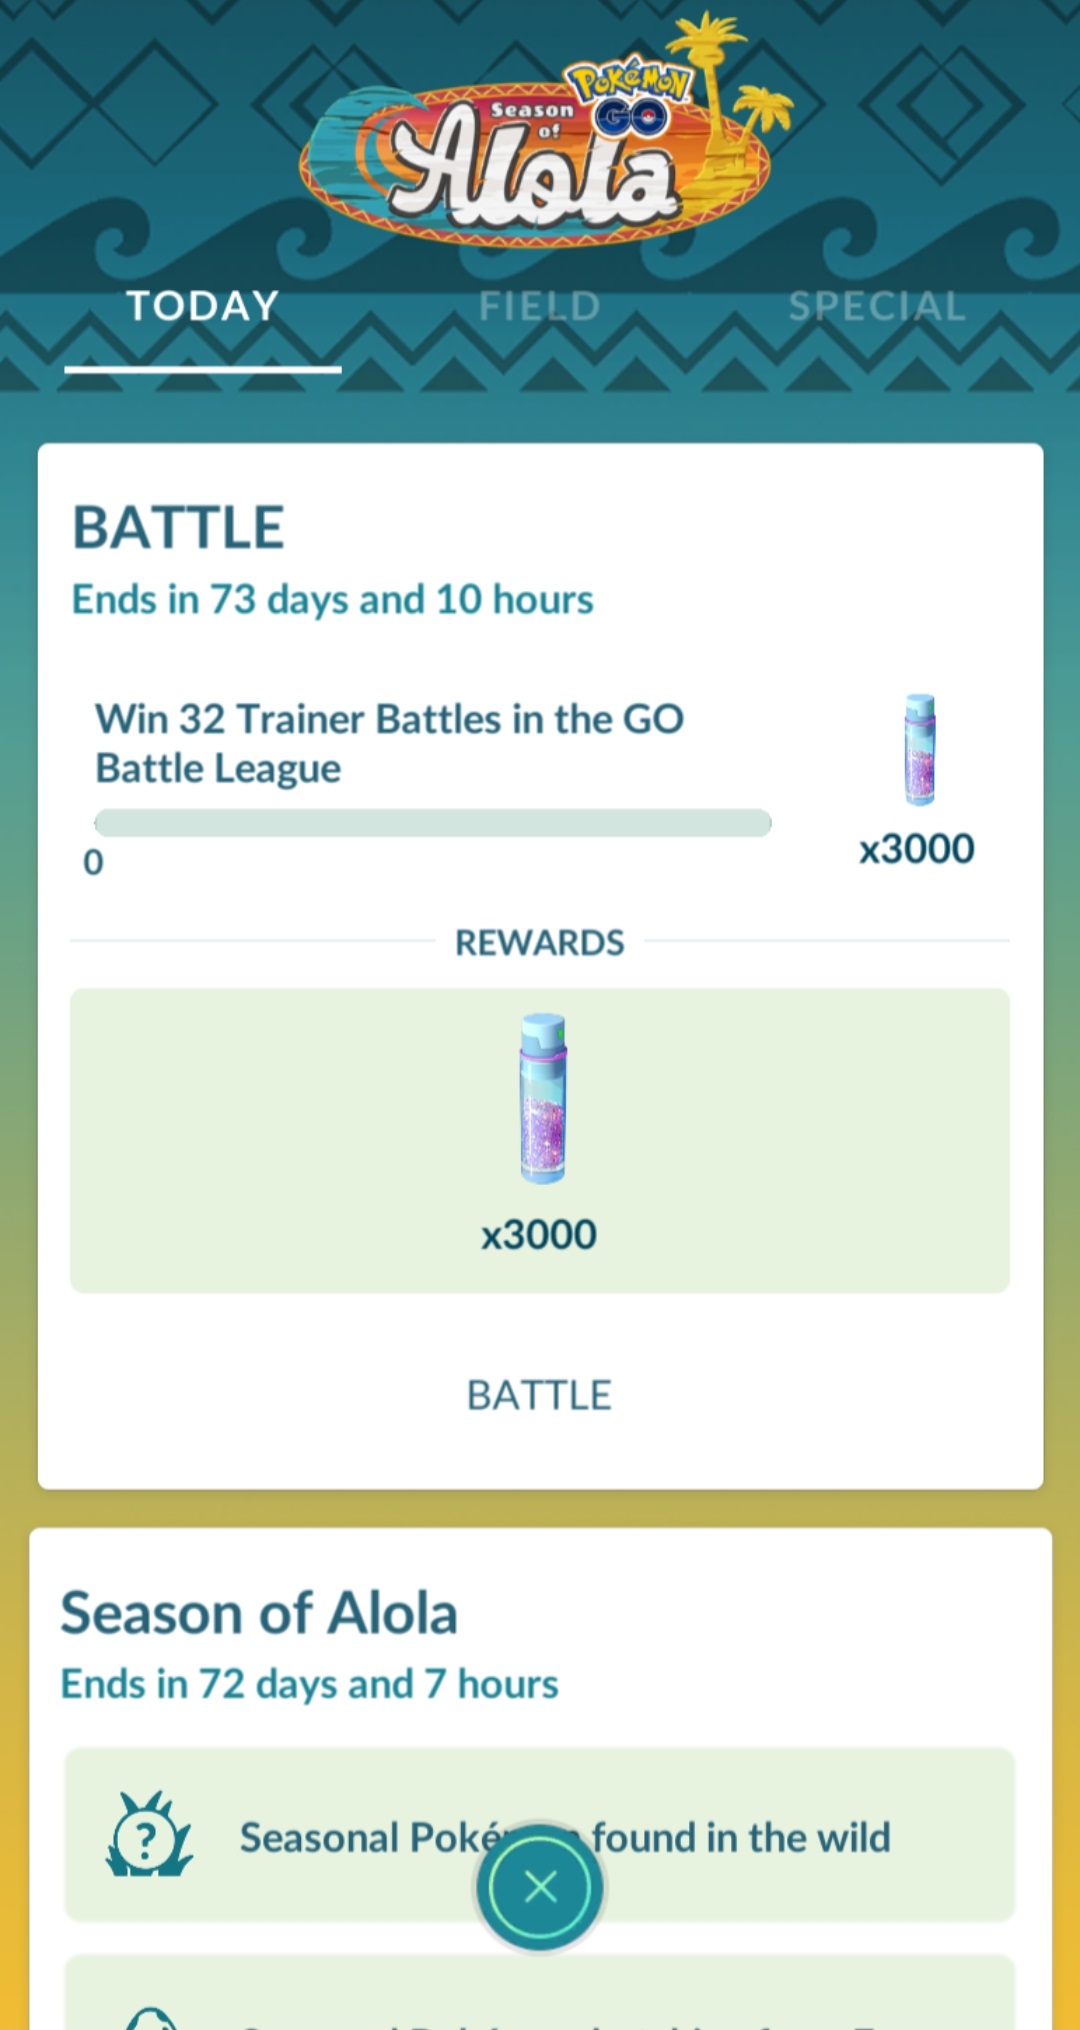 Pokémon
GO
Season
of
Alola
TODAY
FIELD
SPECIAL
BATTLE
Ends in 73 days and 10 hours
Win 32 Trainer Battles in the GO
Battle League
x3000
0
REWARDS
x3000
BATTLE
Season of Alola
Ends in 72 days and 7 hours
?
Seasonal Poké found in the wild